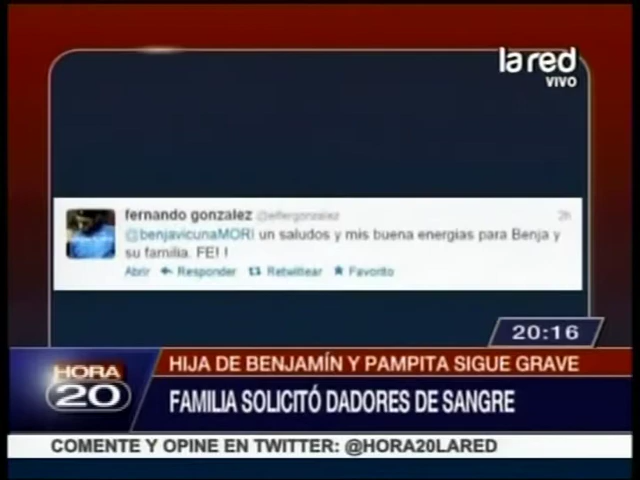 la red
VIVO
fernando gonzalez @elfergonzalez 2h
@benjavicunaMORI un saludos y mis buena energias para Benja y
su familia. FE! !
Abrir Responder Retwittear Favorito
20:16
HORA
20
HIJA DE BENJAMÍN Y PAMPITA SIGUE GRAVE
FAMILIA SOLICITÓ DADORES DE SANGRE
COMENTE Y OPINE EN TWITTER: @HORA20LARED